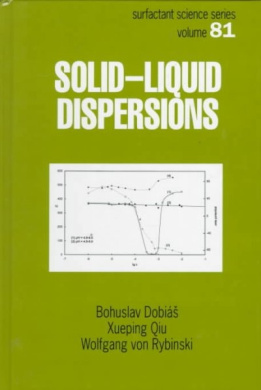 surfactant science series
volume 81
SOLID–LIQUID
DISPERSIONS
Bohuslav Dobiáš
Xueping Qiu
Wolfgang von Rybinski